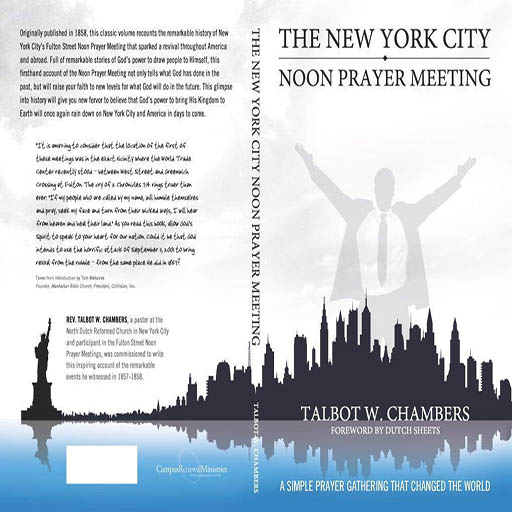 Originally published in 1858, this classic volume recounts the remarkable history of New
York City's Fulton Street Noon Prayer Meeting that sparked a revival throughout America
and abroad. Full of remarkable stories of God's power to draw people to Himself, this
firsthand account of the Noon Prayer Meeting not only tells what God has done in the
past, but will raise your faith to new levels for what God will do in the future. This glimpse
into history will give you new fervor to believe that God's power to bring His Kingdom to
Earth will once again rain down on New York City and America in days to come.
"It is amazing to consider that the location of the first of
these meetings was in the exact vicinity where the World Trade
Center recently stood – between West Street and Greenwich
crossing at Fulton. The cry of 2 Chronicles 7:14 rings truer than
ever: "If my people who are called by my name, will humble themselves
and pray, seek my face and turn from their wicked ways, I will hear
from heaven and heal their land." As you read this book, allow God's
Spirit to speak to your heart for our nation. Could it be that God
intends to use the horrific attack of September 11, 2001 to bring
revival from the rubble – from the same place He did in 1857?
Taken from Introduction by Tom Mahairas
Founder, Manhattan Bible Church; President, CitiVision, Inc.
REV. TALBOT W. CHAMBERS, a pastor at the
North Dutch Reformed Church in New York City
and participant in the Fulton Street Noon
Prayer Meetings, was commissioned to write
this inspiring account of the remarkable
events he witnessed in 1857-1858.
CampusRenewalMinistries
THE NEW YORK CITY NOON PRAYER MEETING
TALBOT W. CHAMBERS
THE NEW YORK CITY
NOON PRAYER MEETING
TALBOT W. CHAMBERS
FOREWORD BY DUTCH SHEETS
A SIMPLE PRAYER GATHERING THAT CHANGED THE WORLD